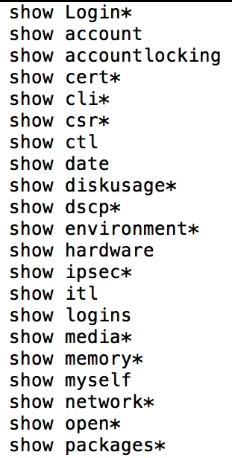 show Login*
show account
show accountlocking
show cert*
show cli*
show csr*
show ctl
show date
show diskusage*
show dscp*
show environment*
show hardware
show ipsec*
show itl
show logins
show media*
show memory*
show myself
show network*
show open*
show packages*